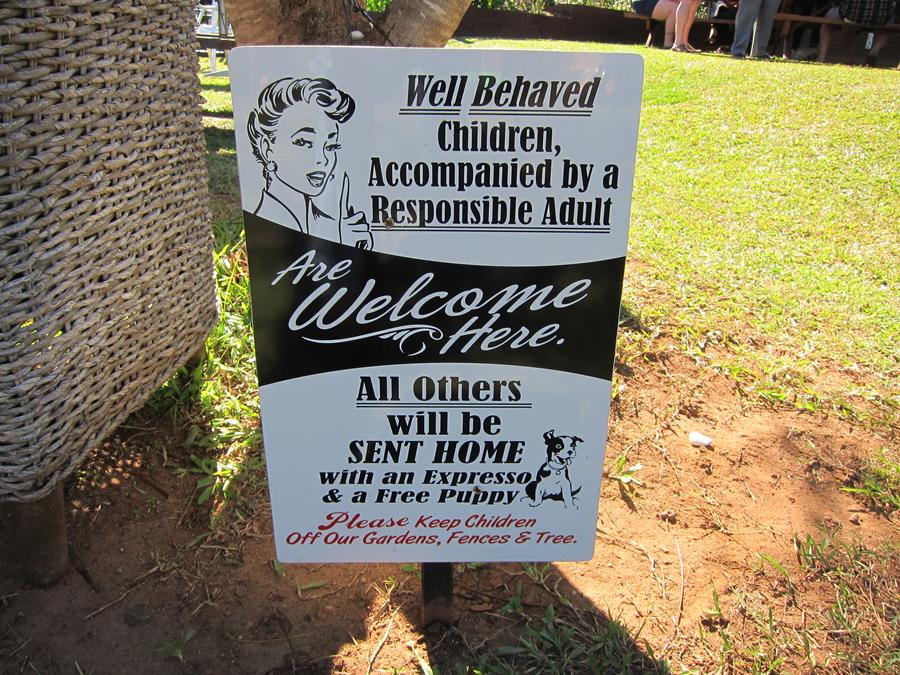 Well Behaved
Children,
Accompanied by a
Responsible Adult
Are
Welcome
Here.
All Others
will be
SENT HOME
with an Expresso
& a Free Puppy
Please Keep Children
Off Our Gardens, Fences & Tree.